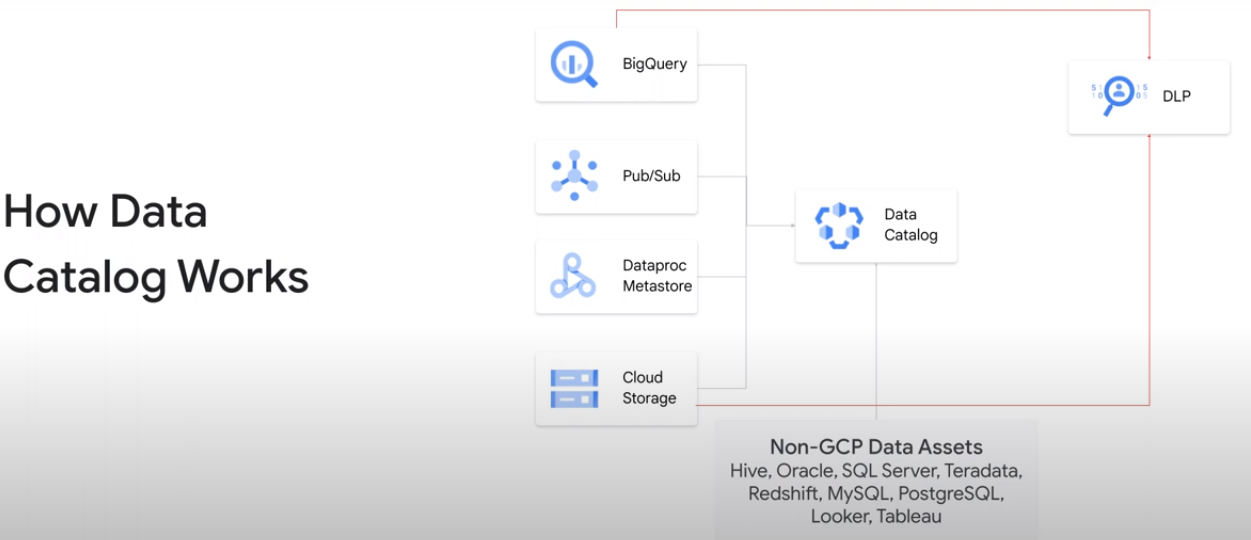 How Data
Catalog Works
BigQuery
Pub/Sub
Dataproc
Metastore
Cloud
Storage
Data
Catalog
DLP
Non-GCP Data Assets
Hive, Oracle, SQL Server, Teradata,
Redshift, MySQL, PostgreSQL,
Looker, Tableau